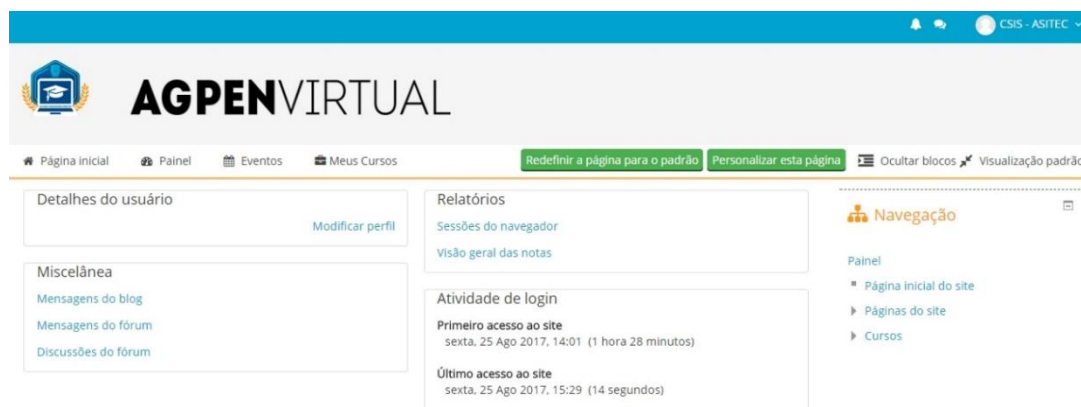 CSIS - ASITEC
AGPENVIRTUAL
Página inicial Painel Eventos Meus Cursos Redefinir a página para o padrão Personalizar esta página Ocultar blocos Visualização padrão
Detalhes do usuário
Modificar perfil
Miscelânea
Mensagens do blog
Mensagens do fórum
Discussões do fórum
Relatórios
Sessões do navegador
Visão geral das notas
Atividade de login
Primeiro acesso ao site
sexta, 25 Ago 2017, 14:01 (1 hora 28 minutos)
Último acesso ao site
sexta, 25 Ago 2017, 15:29 (14 segundos)
Navegação
Painel
Página inicial do site
Páginas do site
Cursos